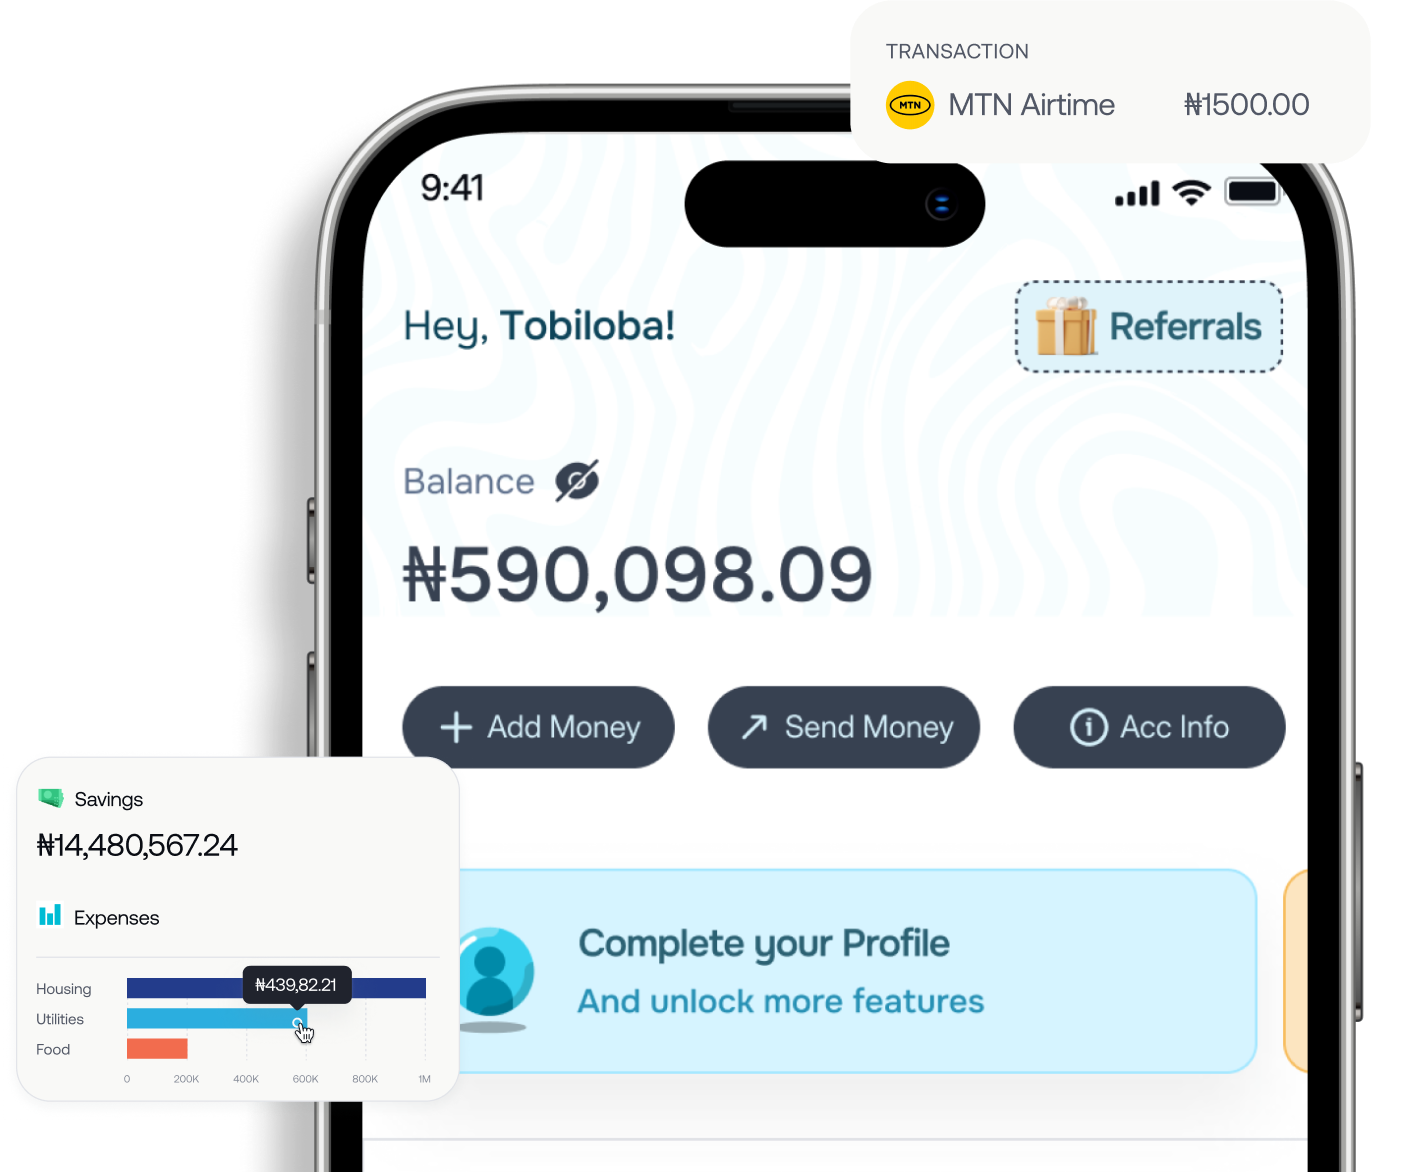 TRANSACTION
MTN MTN Airtime ₦1500.00
9:41
Hey, Tobiloba!
Referrals
Balance
₦590,098.09
Add Money
Send Money
Acc Info
Savings
₦14,480,567.24
Expenses
Housing
₦439,82.21
Utilities
Food
0 200K 400K 600K 800K 1M
Complete your Profile
And unlock more features